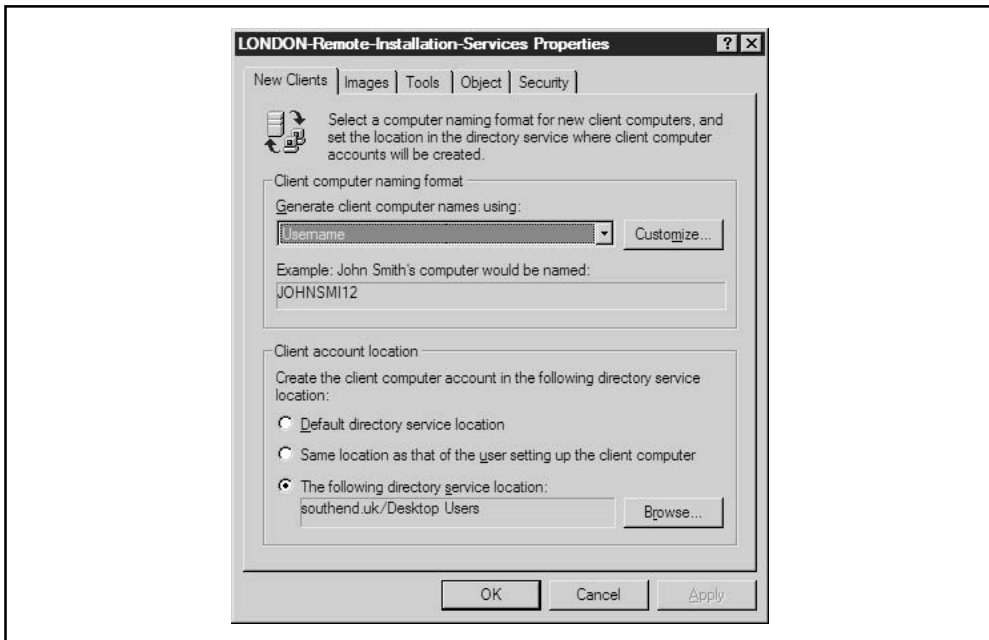 LONDON-Remote-Installation-Services Properties
New Clients Images Tools Object Security
Select a computer naming format for new client computers, and
set the location in the directory service where client computer
accounts will be created.
Client computer naming format
Generate client computer names using:
Username
Customize...
Example: John Smith's computer would be named:
JOHNSMI12
Client account location
Create the client computer account in the following directory service
location:
Default directory service location
Same location as that of the user setting up the client computer
The following directory service location:
southend.uk/Desktop Users
Browse...
OK Cancel Apply